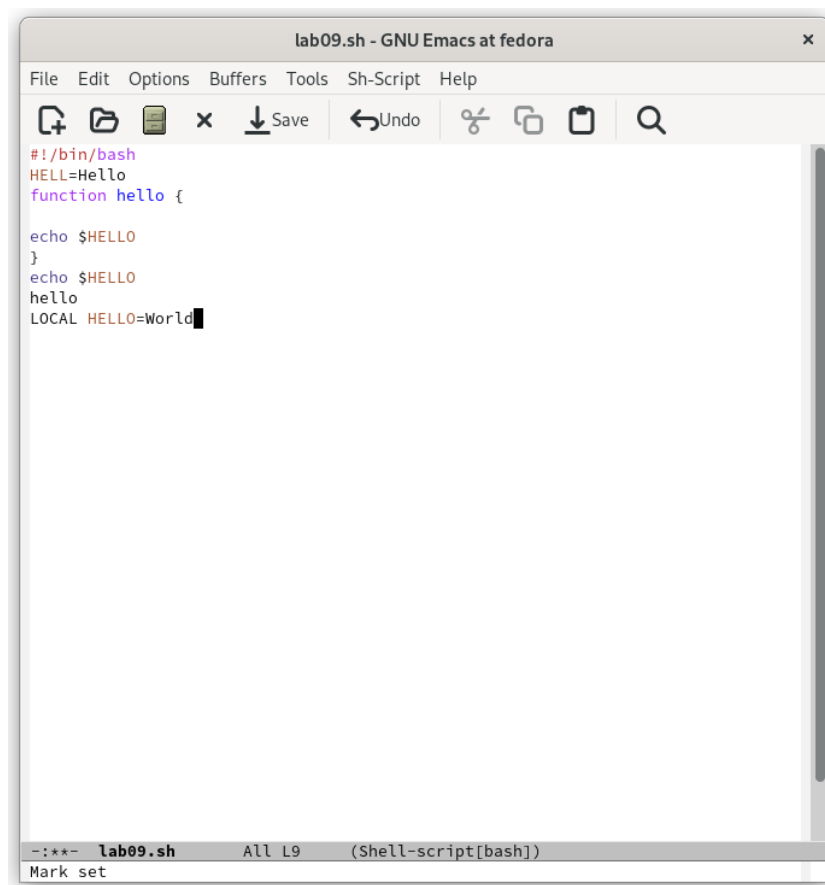 lab09.sh - GNU Emacs at fedora
File Edit Options Buffers Tools Sh-Script Help
Save Undo
#!/bin/bash
HELL=Hello
function hello {
echo $HELLO
}
echo $HELLO
hello
LOCAL HELLO=World
-:**- lab09.sh All L9 (Shell-script[bash])
Mark set